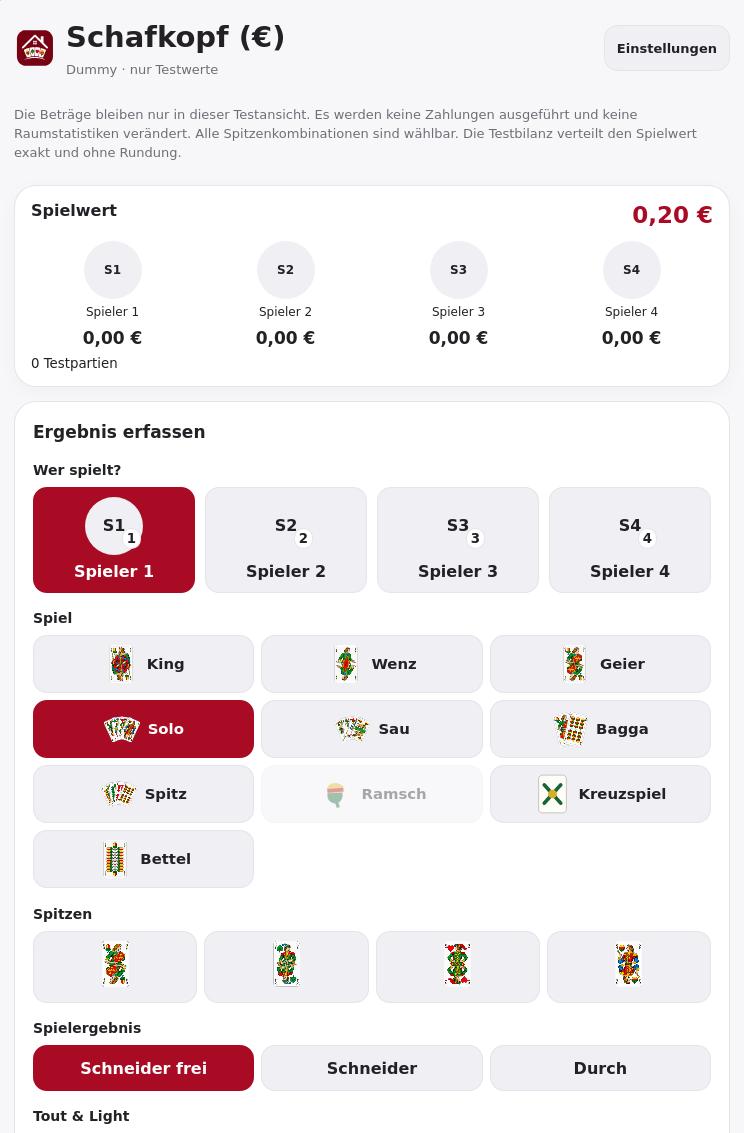 Schafkopf (€)
Dummy · nur Testwerte
Einstellungen
Die Beträge bleiben nur in dieser Testansicht. Es werden keine Zahlungen ausgeführt und keine
Raumstatistiken verändert. Alle Spitzenkombinationen sind wählbar. Die Testbilanz verteilt den Spielwert
exakt und ohne Rundung.
Spielwert
0,20 €
S1 S2 S3 S4
Spieler 1 Spieler 2 Spieler 3 Spieler 4
0,00 € 0,00 € 0,00 € 0,00 €
0 Testpartien
Ergebnis erfassen
Wer spielt?
S1 1 S2 2 S3 3 S4 4
Spieler 1 Spieler 2 Spieler 3 Spieler 4
Spiel
King Wenz Geier
Solo Sau Bagga
Spitz Ramsch Kreuzspiel
Bettel
Spitzen
Spielergebnis
Schneider frei Schneider Durch
Tout & Light